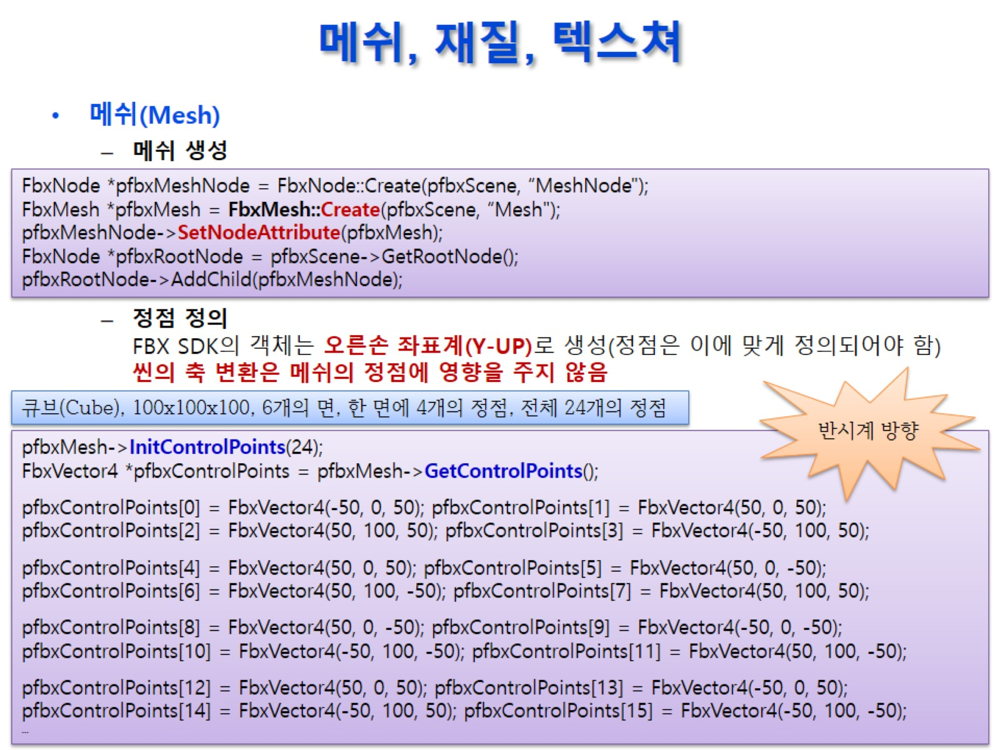 메쉬, 재질, 텍스쳐
• 메쉬(Mesh)
– 메쉬 생성
FbxNode *pfbxMeshNode = FbxNode::Create(pfbxScene, “MeshNode");
FbxMesh *pfbxMesh = FbxMesh::Create(pfbxScene, “Mesh");
pfbxMeshNode->SetNodeAttribute(pfbxMesh);
FbxNode *pfbxRootNode = pfbxScene->GetRootNode();
pfbxRootNode->AddChild(pfbxMeshNode);
– 정점 정의
FBX SDK의 객체는 오른손 좌표계(Y-UP)로 생성(정점은 이에 맞게 정의되어야 함)
씬의 축 변환은 메쉬의 정점에 영향을 주지 않음
큐브(Cube), 100x100x100, 6개의 면, 한 면에 4개의 정점, 전체 24개의 정점
반시계 방향
pfbxMesh->InitControlPoints(24);
FbxVector4 *pfbxControlPoints = pfbxMesh->GetControlPoints();
pfbxControlPoints[0] = FbxVector4(-50, 0, 50); pfbxControlPoints[1] = FbxVector4(50, 0, 50);
pfbxControlPoints[2] = FbxVector4(50, 100, 50); pfbxControlPoints[3] = FbxVector4(-50, 100, 50);
pfbxControlPoints[4] = FbxVector4(50, 0, 50); pfbxControlPoints[5] = FbxVector4(50, 0, -50);
pfbxControlPoints[6] = FbxVector4(50, 100, -50); pfbxControlPoints[7] = FbxVector4(50, 100, 50);
pfbxControlPoints[8] = FbxVector4(50, 0, -50); pfbxControlPoints[9] = FbxVector4(-50, 0, -50);
pfbxControlPoints[10] = FbxVector4(-50, 100, -50); pfbxControlPoints[11] = FbxVector4(50, 100, -50);
pfbxControlPoints[12] = FbxVector4(50, 0, 50); pfbxControlPoints[13] = FbxVector4(-50, 0, 50);
pfbxControlPoints[14] = FbxVector4(-50, 100, 50); pfbxControlPoints[15] = FbxVector4(-50, 100, -50);
...